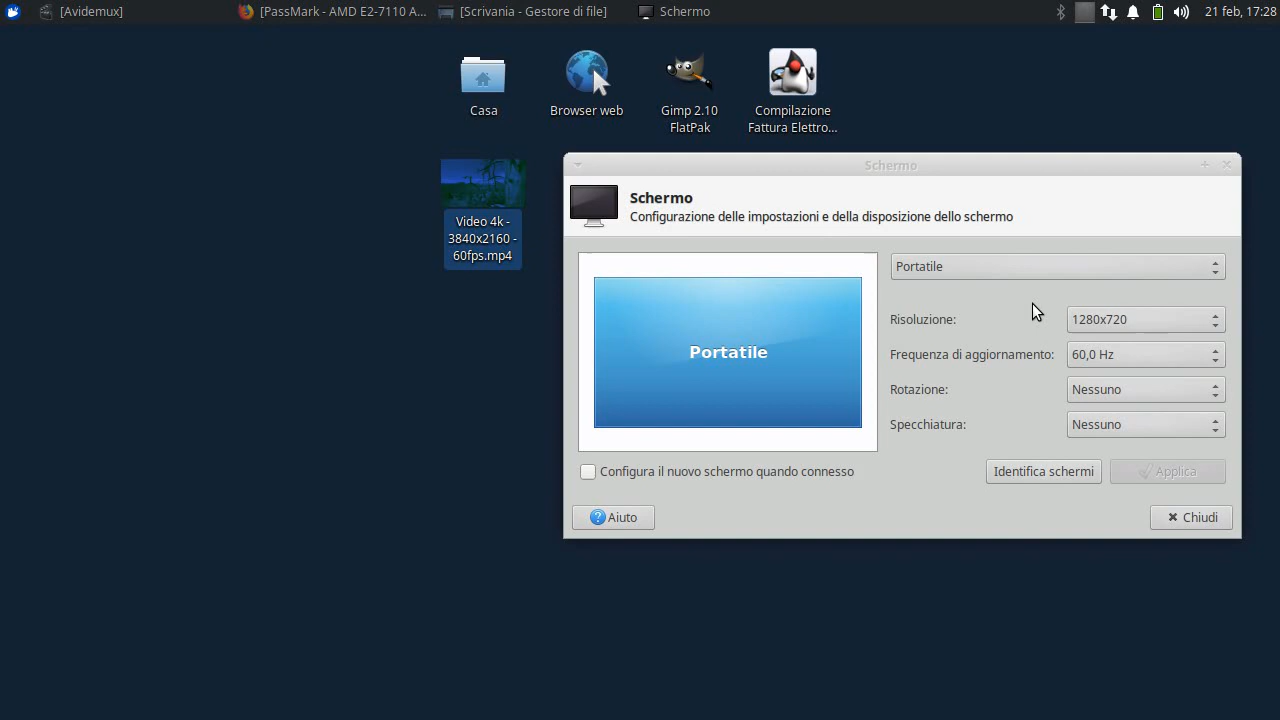 [Avidemux]
[PassMark - AMD E2-7110 A...
[Scrivania - Gestore di file]
Schermo
21 feb, 17:28
Casa
Browser web
Gimp 2.10
FlatPak
Compilazione
Fattura Elettro...
Video 4k -
3840x2160 -
60fps.mp4
Schermo
Schermo
Configurazione delle impostazioni e della disposizione dello schermo
Portatile
Portatile
Risoluzione:
1280x720
Frequenza di aggiornamento:
60,0 Hz
Rotazione:
Nessuno
Specchiatura:
Nessuno
Configura il nuovo schermo quando connesso
Identifica schermi
Applica
Aiuto
Chiudi